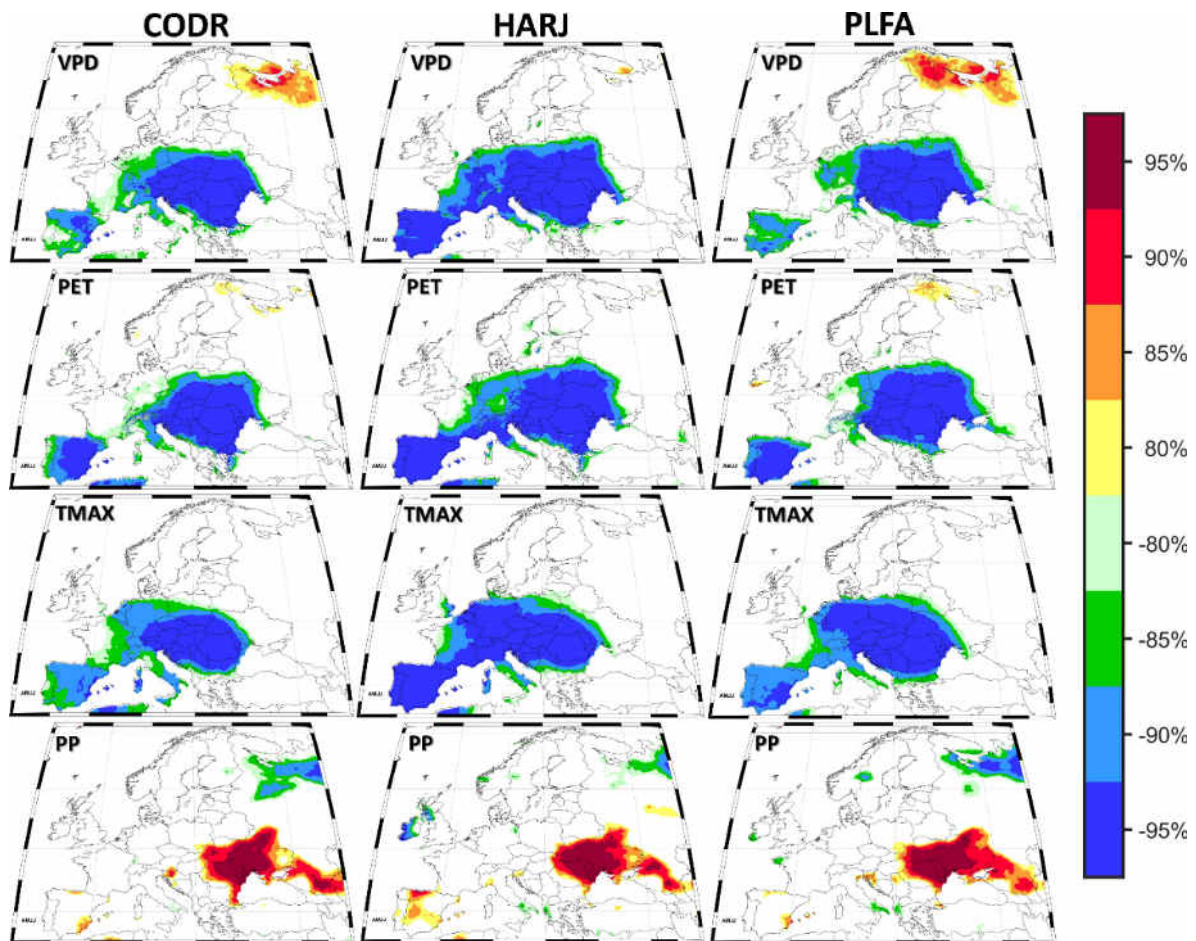 CODR HARJ PLFA
VPD VPD VPD
95%
90%
PET PET PET
85%
80%
TMAX TMAX TMAX
-80%
-85%
PP PP PP
-90%
-95%